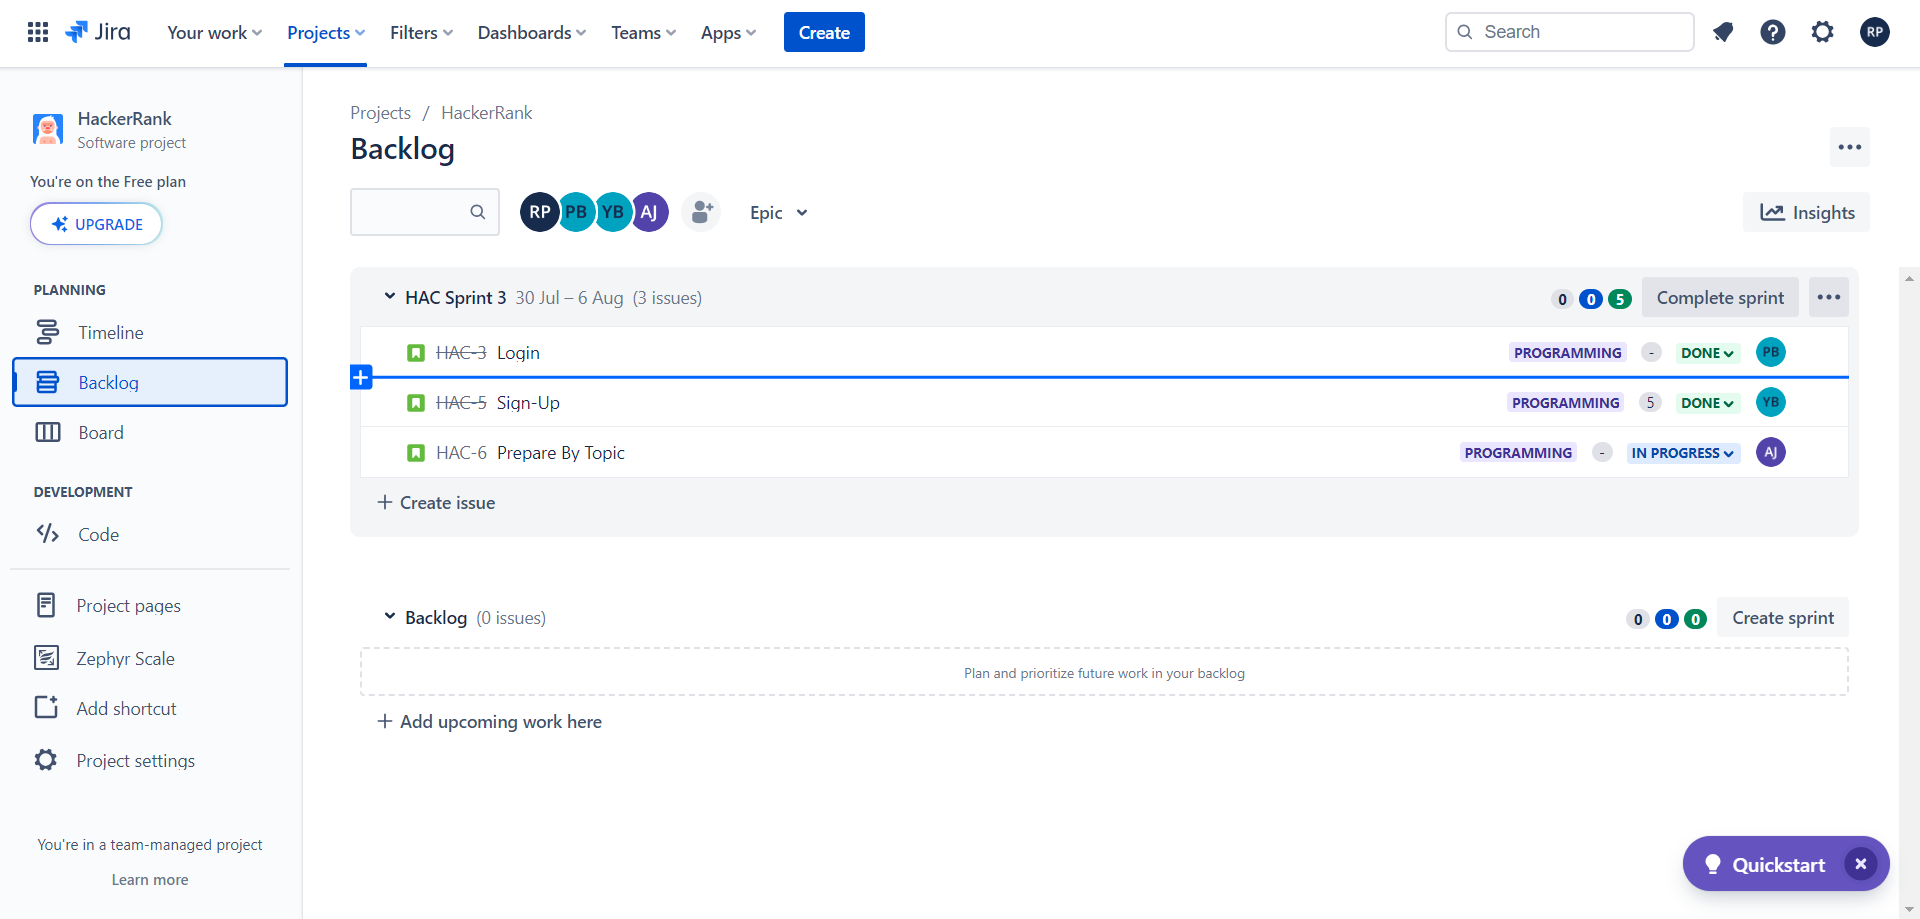 Jira Your work Projects Filters Dashboards Teams Apps Create Search RP
HackerRank
Software project
You're on the Free plan
UPGRADE
PLANNING
Timeline
Backlog
Board
DEVELOPMENT
Code
Project pages
Zephyr Scale
Add shortcut
Project settings
You're in a team-managed project
Learn more
Projects / HackerRank
Backlog
RP PB YB AJ Epic Insights
HAC Sprint 3 30 Jul – 6 Aug (3 issues) 0 0 5 Complete sprint
HAC-3 Login PROGRAMMING - DONE PB
HAC-5 Sign-Up PROGRAMMING 5 DONE YB
HAC-6 Prepare By Topic PROGRAMMING - IN PROGRESS AJ
+ Create issue
Backlog (0 issues) 0 0 0 Create sprint
Plan and prioritize future work in your backlog
+ Add upcoming work here
Quickstart